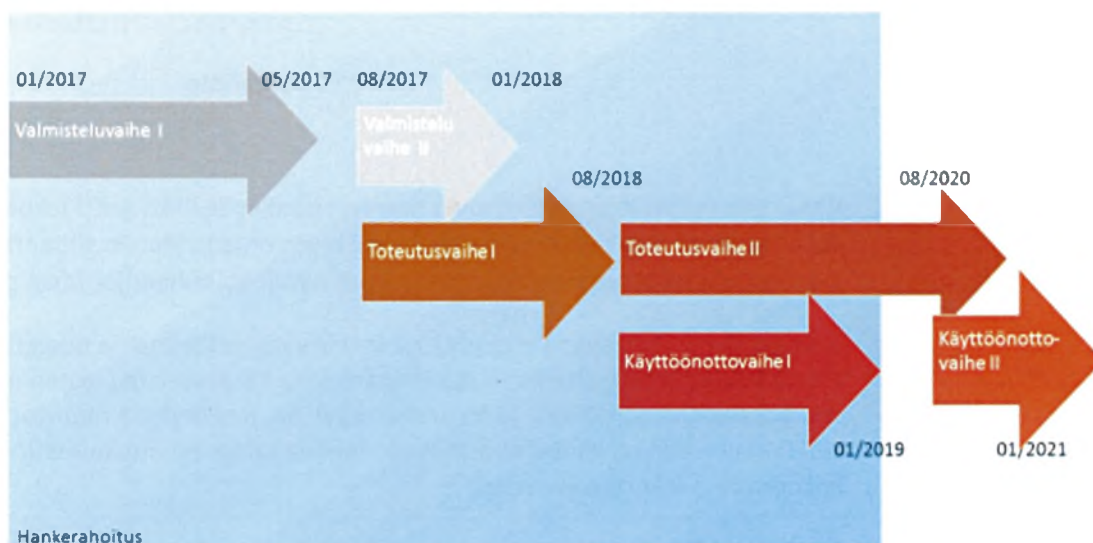 01/2017
05/2017
08/2017
01/2018
Valmisteluvaihe I
Valmistelu
vaihe II
08/2018
08/2020
Toteutusvaihe I
Toteutusvaihe II
Käyttöönottovaihe I
Käyttöönotto-
vaihe II
01/2019
01/2021
Hankerahoitus